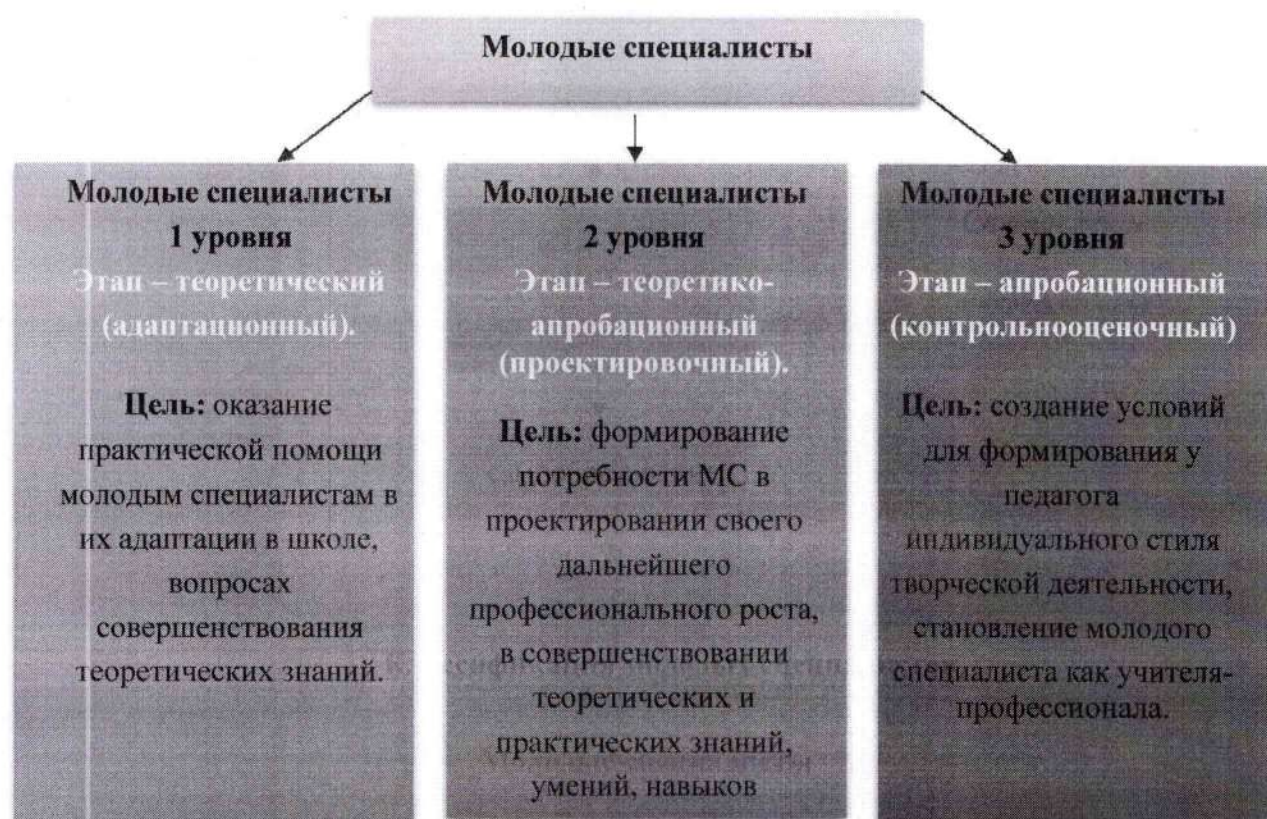 Молодые специалисты
Молодые специалисты
1 уровня
Этап – теоретический
(адаптационный).
Цель: оказание
практической помощи
молодым специалистам в
их адаптации в школе,
вопросах
совершенствования
теоретических знаний.
Молодые специалисты
2 уровня
Этап – теоретико-
апробационный
(проектировочный).
Цель: формирование
потребности МС в
проектировании своего
дальнейшего
профессионального роста,
в совершенствовании
теоретических и
практических знаний,
умений, навыков
Молодые специалисты
3 уровня
Этап – апробационный
(контрольнооценочный)
Цель: создание условий
для формирования у
педагога
индивидуального стиля
творческой деятельности,
становление молодого
специалиста как учителя-
профессионала.